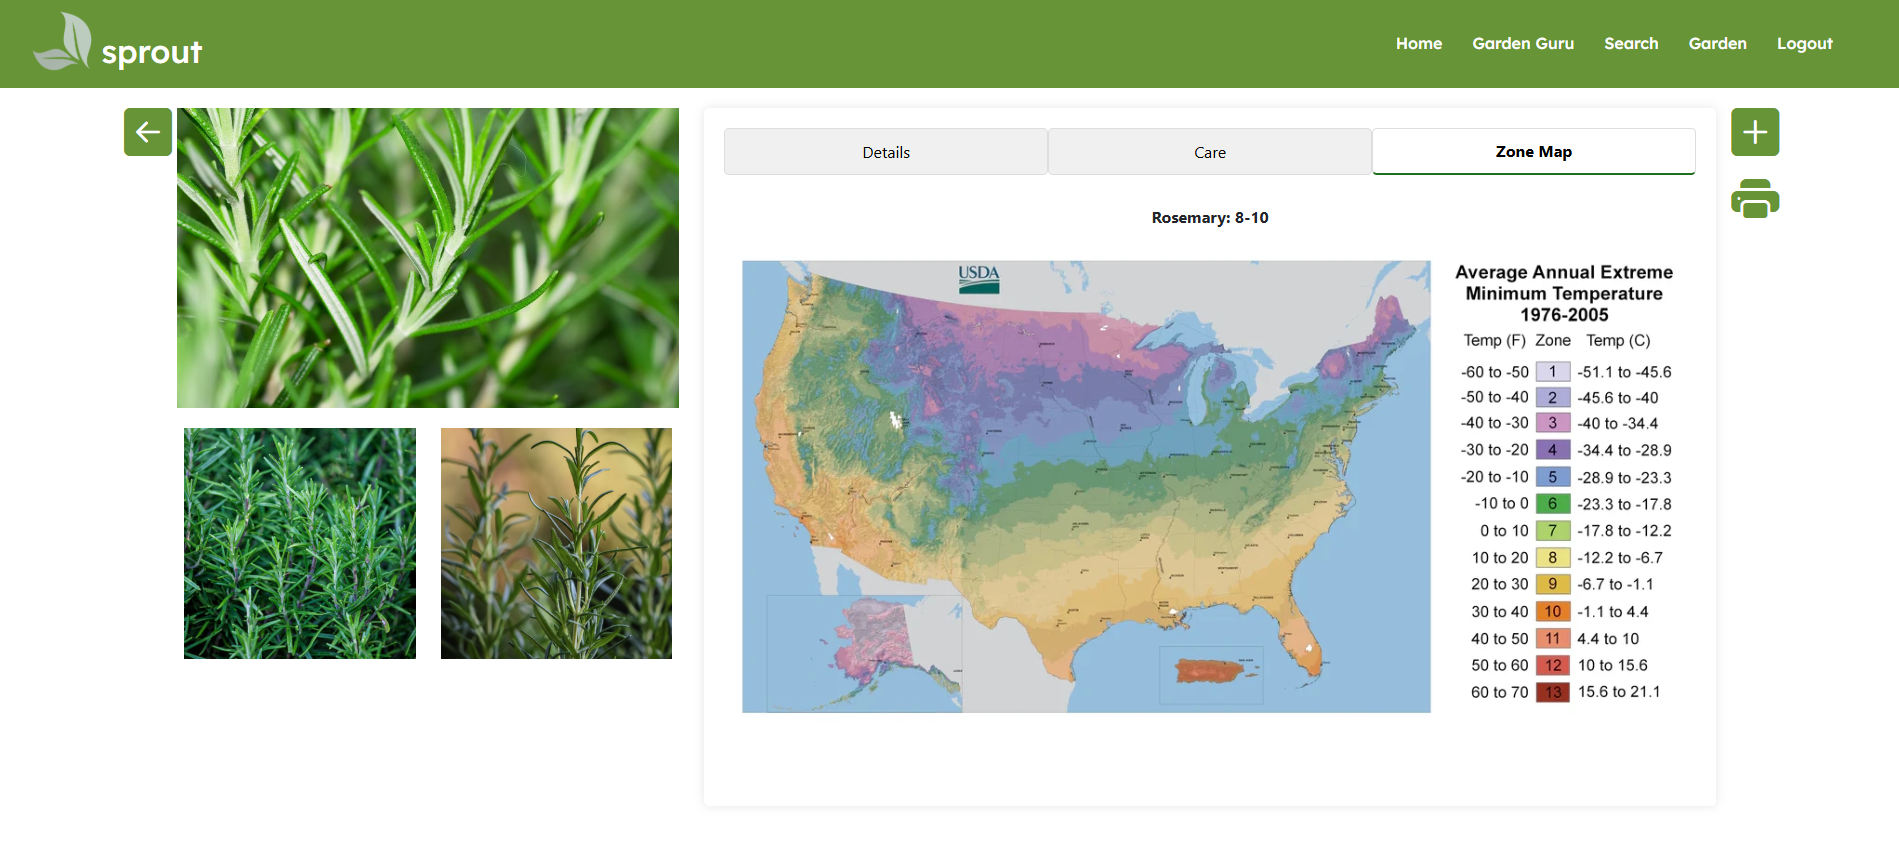 sprout
Home
Garden Guru
Search
Garden
Logout
Details
Care
Zone Map
Rosemary: 8-10
USDA
Average Annual Extreme
Minimum Temperature
1976-2005
Temp (F) Zone Temp (C)
-60 to -50 1 -51.1 to -45.6
-50 to -40 2 -45.6 to -40
-40 to -30 3 -40 to -34.4
-30 to -20 4 -34.4 to -28.9
-20 to -10 5 -28.9 to -23.3
-10 to 0 6 -23.3 to -17.8
0 to 10 7 -17.8 to -12.2
10 to 20 8 -12.2 to -6.7
20 to 30 9 -6.7 to -1.1
30 to 40 10 -1.1 to 4.4
40 to 50 11 4.4 to 10
50 to 60 12 10 to 15.6
60 to 70 13 15.6 to 21.1